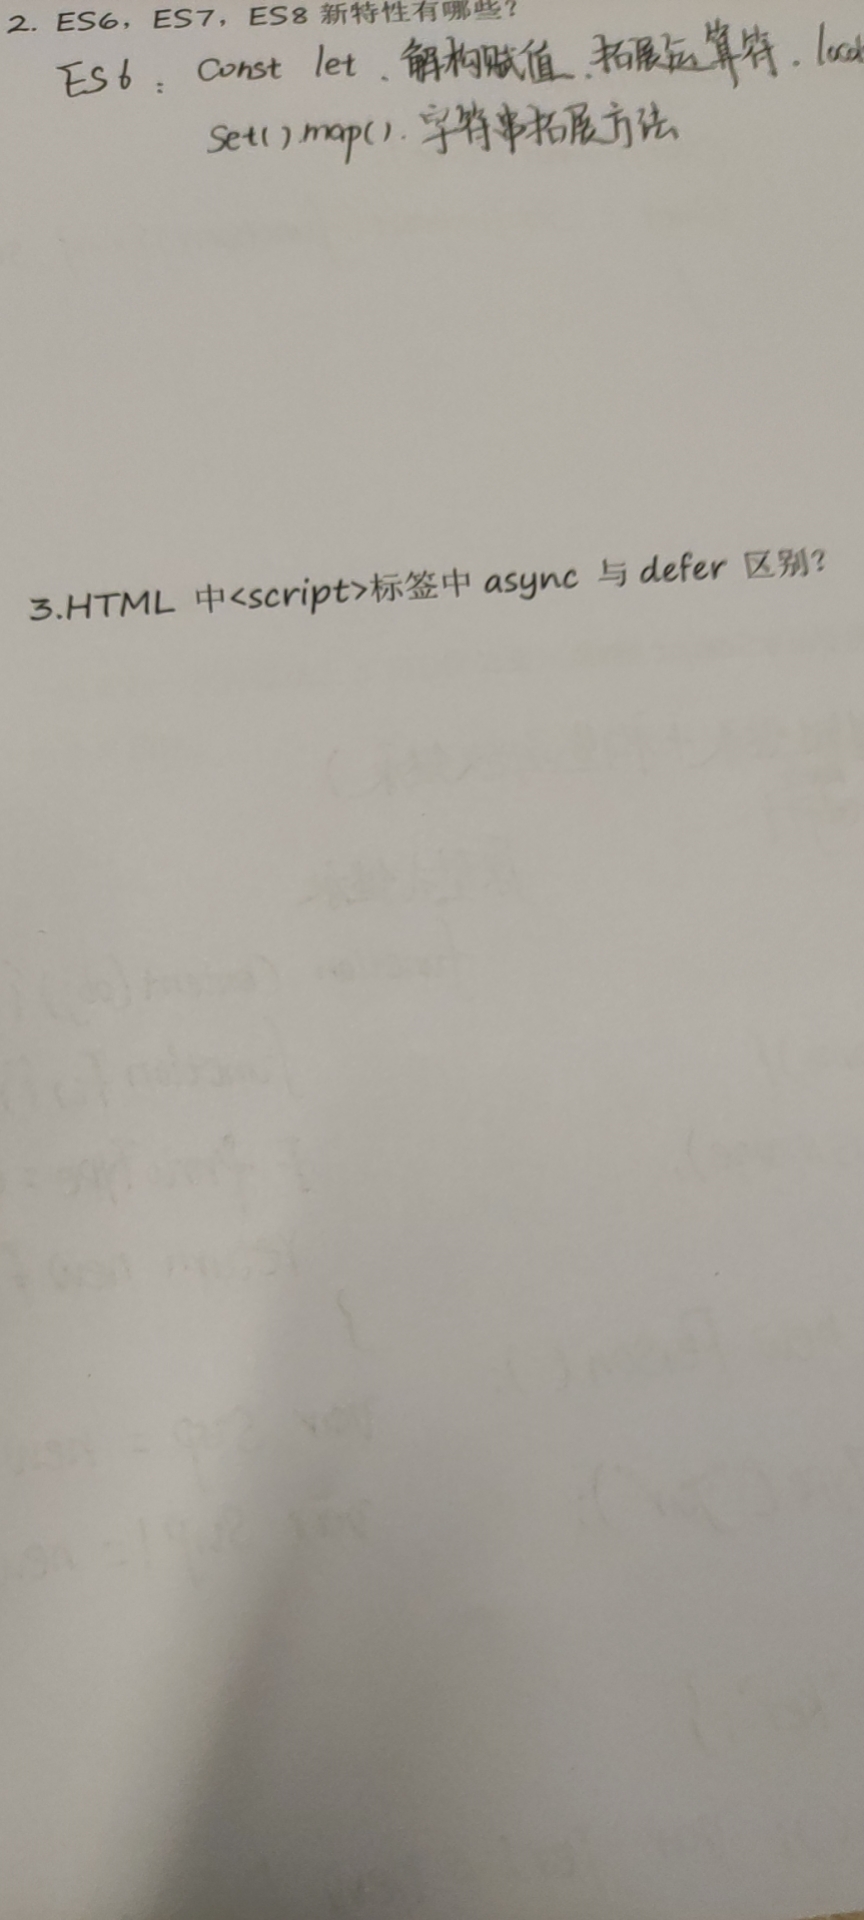 2. ES6，ES7，ES8 新特性有哪些？
ES6： Const let、解构赋值、拓展运算符、
Set().map(). 字符串拓展方法
3.HTML 中<script>标签中 async 与 defer 区别？